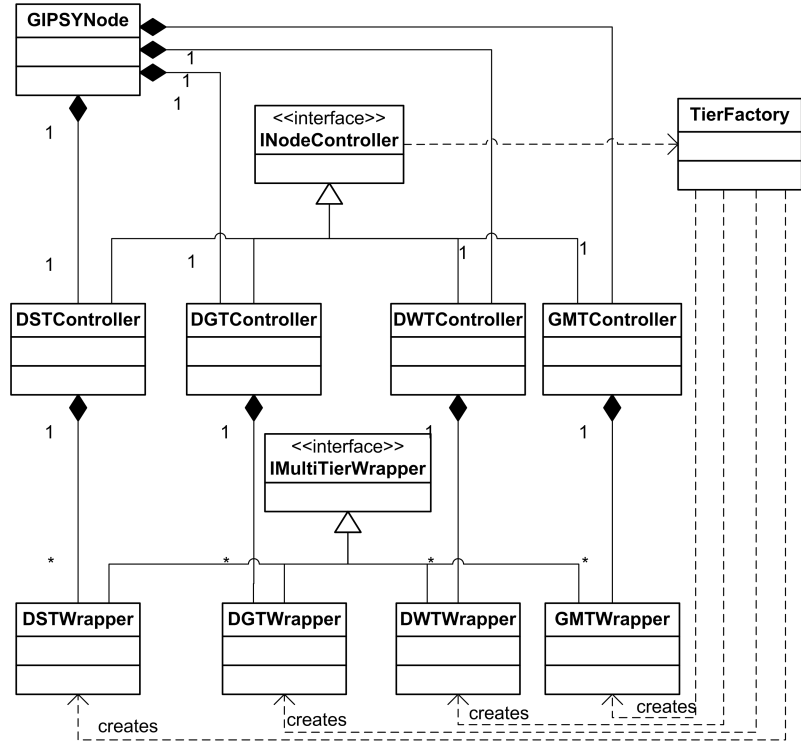 GIPSYNode
1
1
1
1
<<interface>>
INodeController
TierFactory
1
1
1
1
DSTController
DGTController
DWTController
GMTController
1
1
1
1
<<interface>>
IMultiTierWrapper
*
*
*
*
DSTWrapper
DGTWrapper
DWTWrapper
GMTWrapper
creates
creates
creates
creates